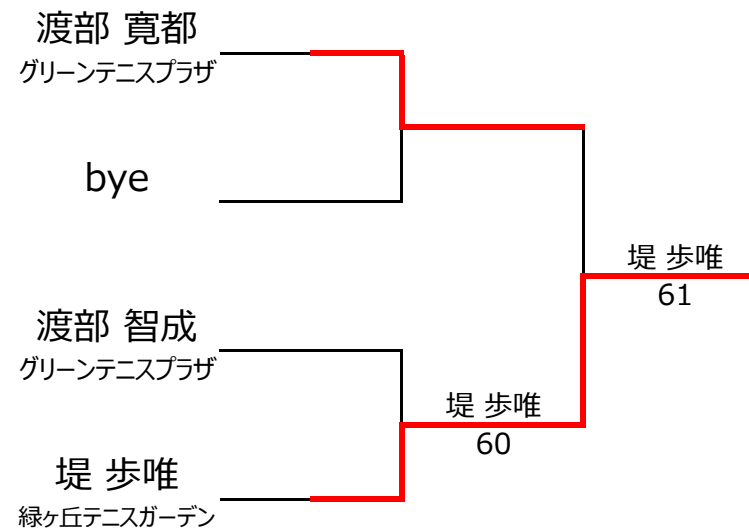 渡部 寛都
グリーンテニスプラザ
bye
堤 歩唯
61
渡部 智成
グリーンテニスプラザ
堤 歩唯
60
堤 歩唯
緑ヶ丘テニスガーデン